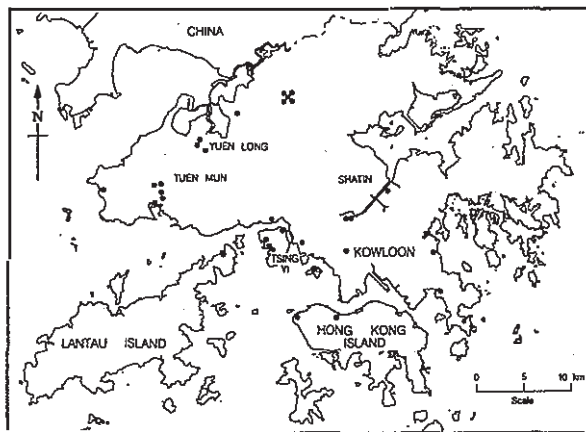 CHINA
N
YUEN LONG
TUEN MUN
SHATIN
KOWLOON
TSING
YI
HONG KONG
ISLAND
LANTAU ISLAND
0 5 10 km
Scale